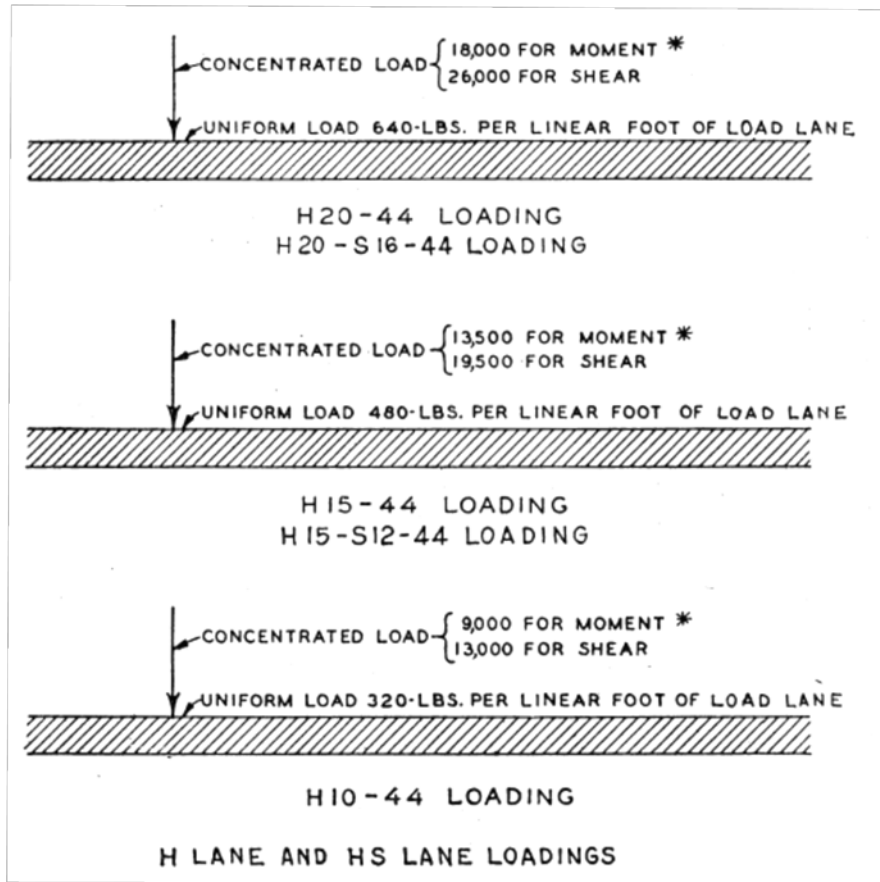 CONCENTRATED LOAD { 18,000 FOR MOMENT *
26,000 FOR SHEAR
UNIFORM LOAD 640-LBS. PER LINEAR FOOT OF LOAD LANE
H20-44 LOADING
H20-S16-44 LOADING
CONCENTRATED LOAD { 13,500 FOR MOMENT *
19,500 FOR SHEAR
UNIFORM LOAD 480-LBS. PER LINEAR FOOT OF LOAD LANE
H15-44 LOADING
H15-S12-44 LOADING
CONCENTRATED LOAD { 9,000 FOR MOMENT *
13,000 FOR SHEAR
UNIFORM LOAD 320-LBS. PER LINEAR FOOT OF LOAD LANE
H10-44 LOADING
H LANE AND HS LANE LOADINGS